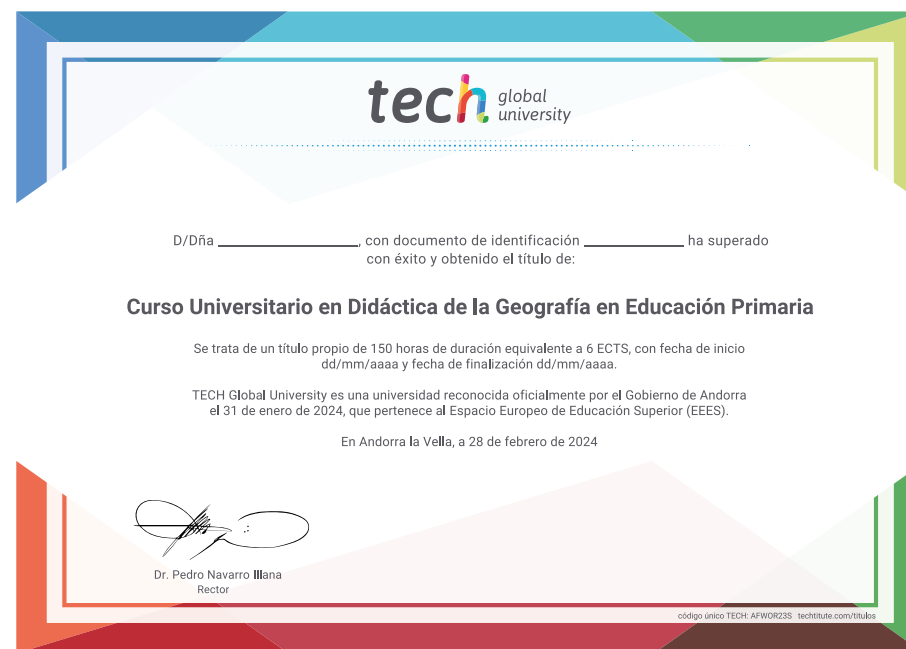 tech global
university
D/Dña ______________, con documento de identificación __________ ha superado
con éxito y obtenido el título de:
Curso Universitario en Didáctica de la Geografía en Educación Primaria
Se trata de un título propio de 150 horas de duración equivalente a 6 ECTS, con fecha de inicio
dd/mm/aaaa y fecha de finalización dd/mm/aaaa.
TECH Global University es una universidad reconocida oficialmente por el Gobierno de Andorra
el 31 de enero de 2024, que pertenece al Espacio Europeo de Educación Superior (EEES).
En Andorra la Vella, a 28 de febrero de 2024
Dr. Pedro Navarro Illana
Rector
código único TECH: AFWOR23S techtitute.com/titulos